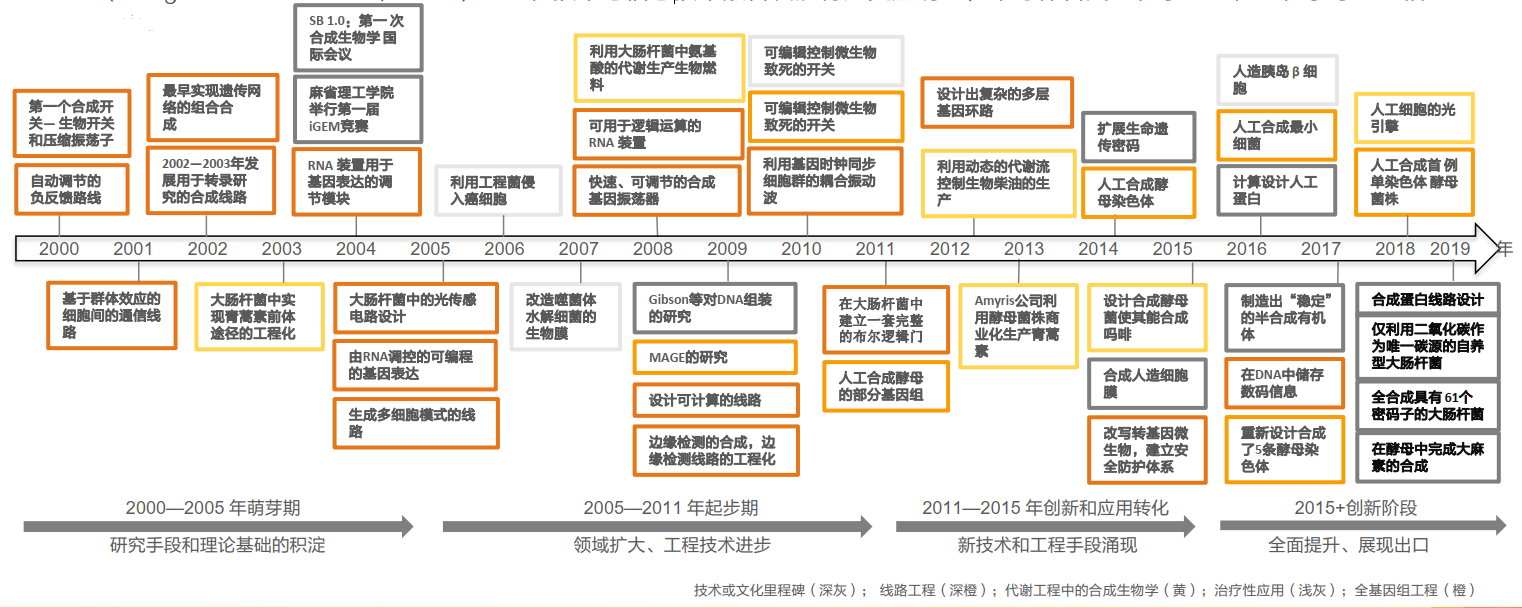 SB 1.0：第一次
合成生物学 国
际会议
麻省理工学院
举行第一届
iGEM竞赛
RNA 装置用于
基因表达的调
节模块
第一个合成开
关— 生物开关
和压缩振荡子
自动调节的
负反馈路线
最早实现遗传网
络的组合合
成
2002—2003年发
展用于转录研
究的合成线路
利用工程菌侵
入癌细胞
利用大肠杆菌中氨基
酸的代谢生产生物燃
料
可用于逻辑运算的
RNA 装置
快速、可调节的合成
基因振荡器
可编辑控制微生物
致死的开关
可编辑控制微生物
致死的开关
利用基因时钟同步
细胞群的耦合振动
波
设计出复杂的多层
基因环路
利用动态的代谢流
控制生物柴油的生
产
扩展生命遗
传密码
人工合成酵
母染色体
人造胰岛 β 细
胞
人工合成最小
细菌
计算设计人工
蛋白
人工细胞的光
引擎
人工合成首 例
单染色体 酵母
菌株
2000 2001 2002 2003 2004 2005 2006 2007 2008 2009 2010 2011 2012 2013 2014 2015 2016 2017 2018 2019 年
基于群体效应的
细胞间的通信线
路
大肠杆菌中实
现青蒿素前体
途径的工程化
大肠杆菌中的光传感
电路设计
由RNA调控的可编程
的基因表达
生成多细胞模式的线
路
改造噬菌体
水解细菌的
生物膜
Gibson等对DNA组装
的研究
MAGE的研究
设计可计算的线路
边缘检测的合成，边
缘检测线路的工程化
在大肠杆菌中
建立一套完整
的布尔逻辑门
人工合成酵母
的部分基因组
Amyris公司利
用酵母菌株商
业化生产青蒿
素
设计合成酵母
菌使其能合成
吗啡
合成人造细胞
膜
改写转基因微
生物，建立安
全防护体系
制造出“稳定”
的半合成有机
体
在DNA中储存
数码信息
重新设计合成
了5条酵母染
色体
合成蛋白线路设计
仅利用二氧化碳作
为唯一碳源的自养
型大肠杆菌
全合成具有 61个
密码子的大肠杆菌
在酵母中完成大麻
素的合成
2000—2005 年萌芽期
研究手段和理论基础的积淀
2005—2011 年起步期
领域扩大、工程技术进步
2011—2015 年创新和应用转化
新技术和工程手段涌现
2015+创新阶段
全面提升、展现出口
技术或文化里程碑（深灰）； 线路工程（深橙）；代谢工程中的合成生物学（黄）；治疗性应用（浅灰）；全基因组工程（橙）